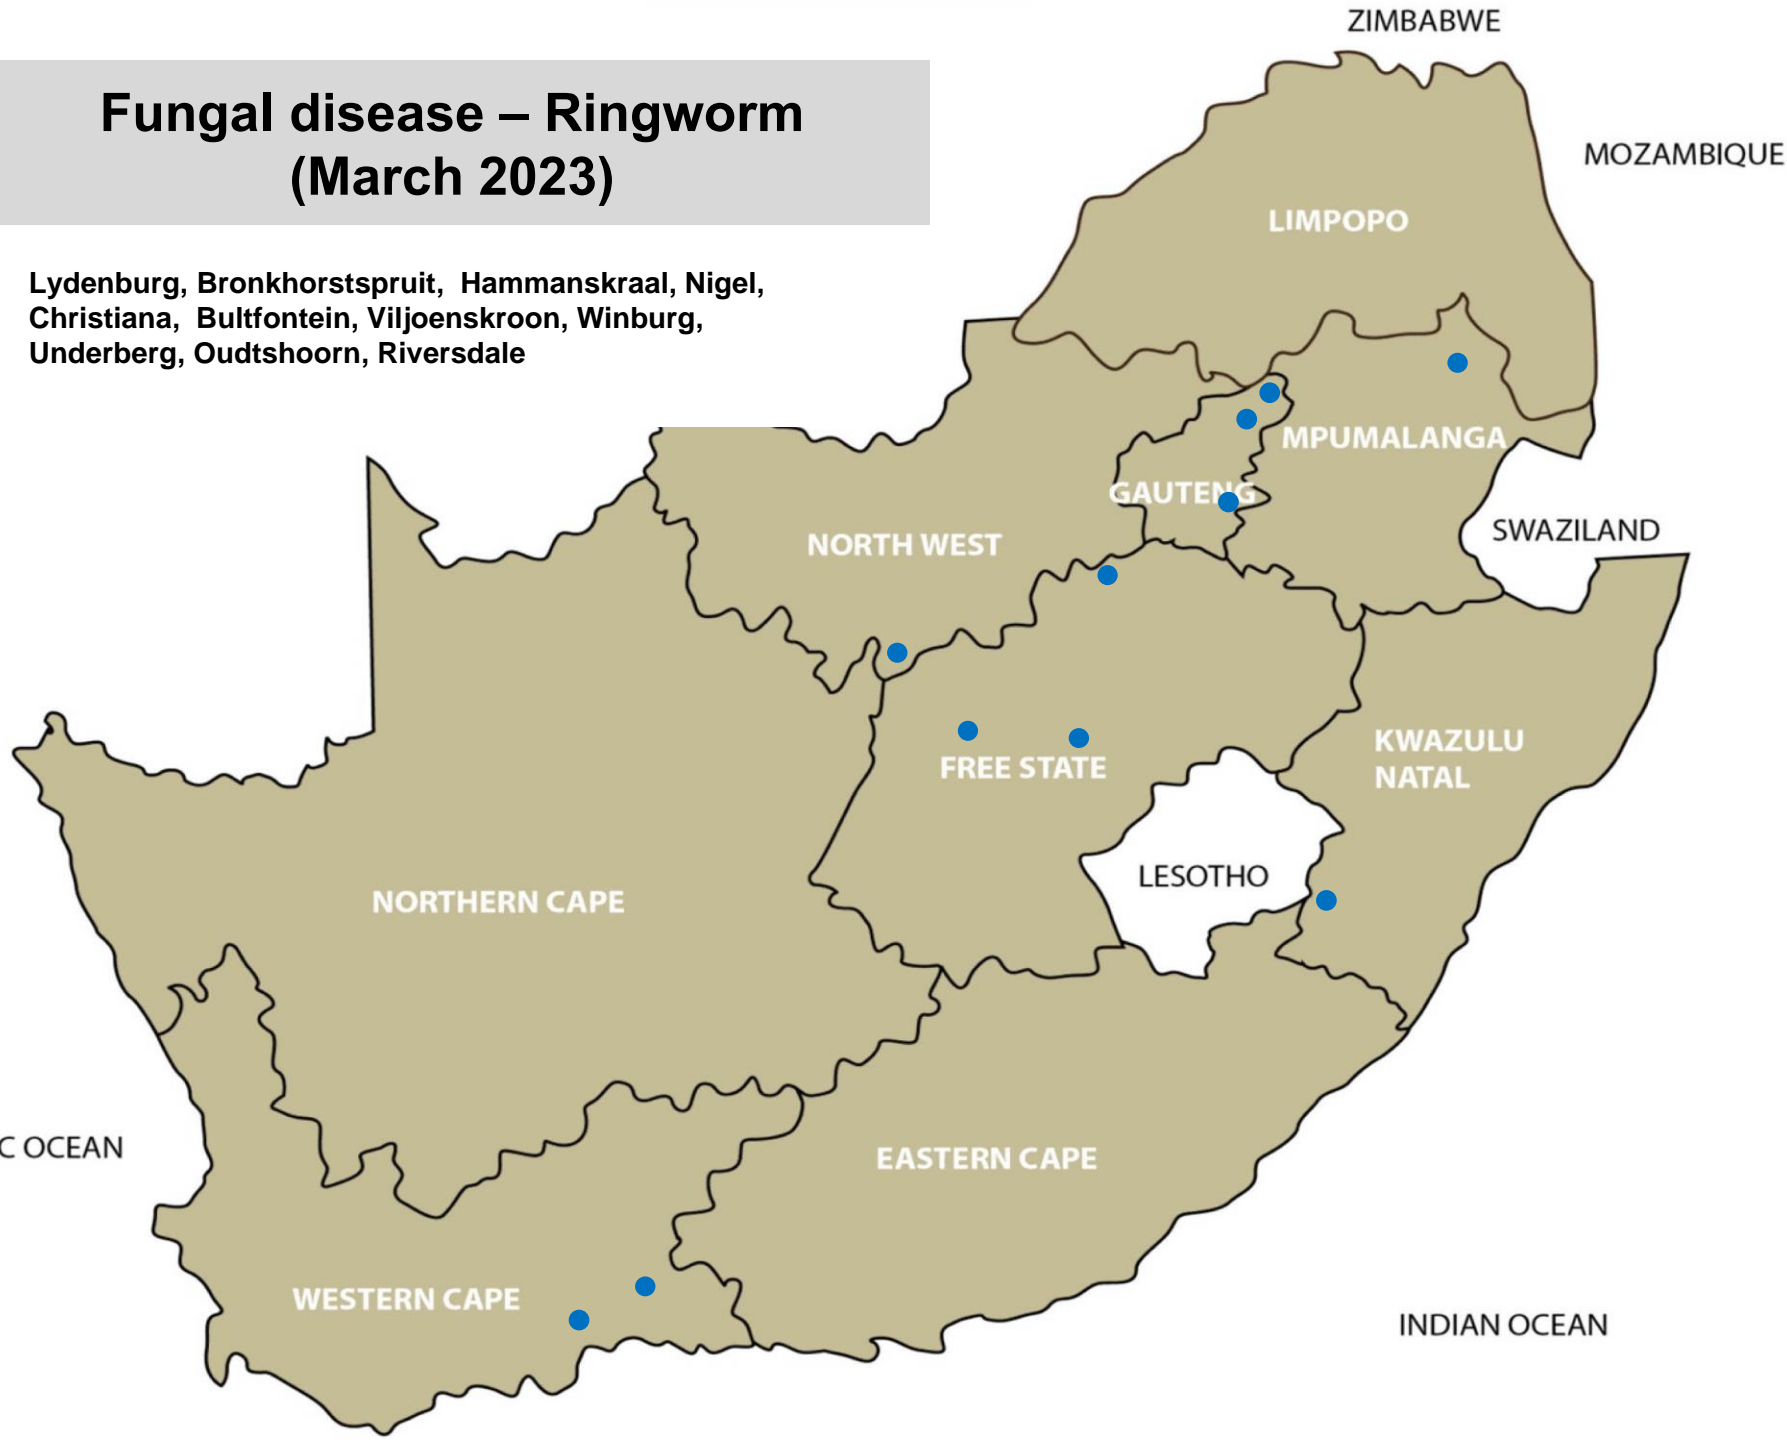 ZIMBABWE
Fungal disease – Ringworm
(March 2023)
MOZAMBIQUE
LIMPOPO
Lydenburg, Bronkhorstspruit,  Hammanskraal, Nigel,
Christiana,  Bultfontein, Viljoenskroon, Winburg,
Underberg, Oudtshoorn, Riversdale
MPUMALANGA
GAUTENG
SWAZILAND
NORTH WEST
KWAZULU
NATAL
FREE STATE
LESOTHO
NORTHERN CAPE
C OCEAN
EASTERN CAPE
WESTERN CAPE
INDIAN OCEAN